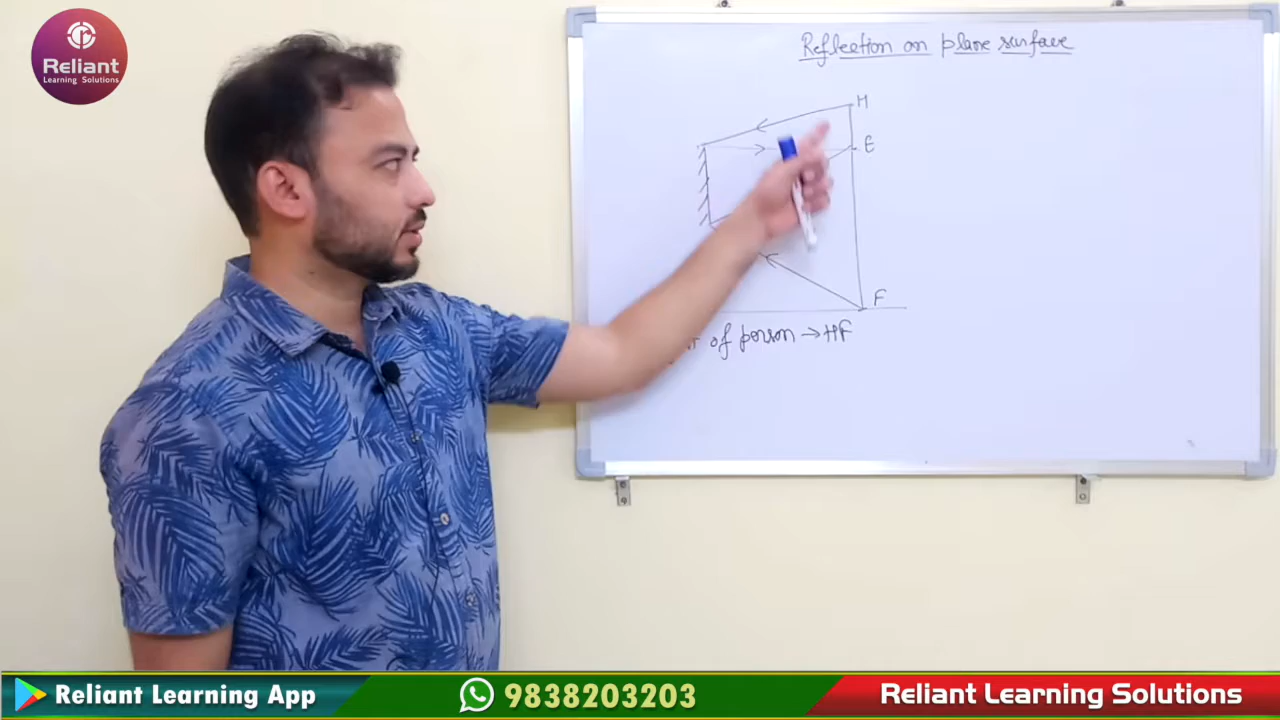 Reliant
Learning Solutions
Reflection on plane surface
H
E
F
of person → HF
Reliant Learning App
9838203203
Reliant Learning Solutions